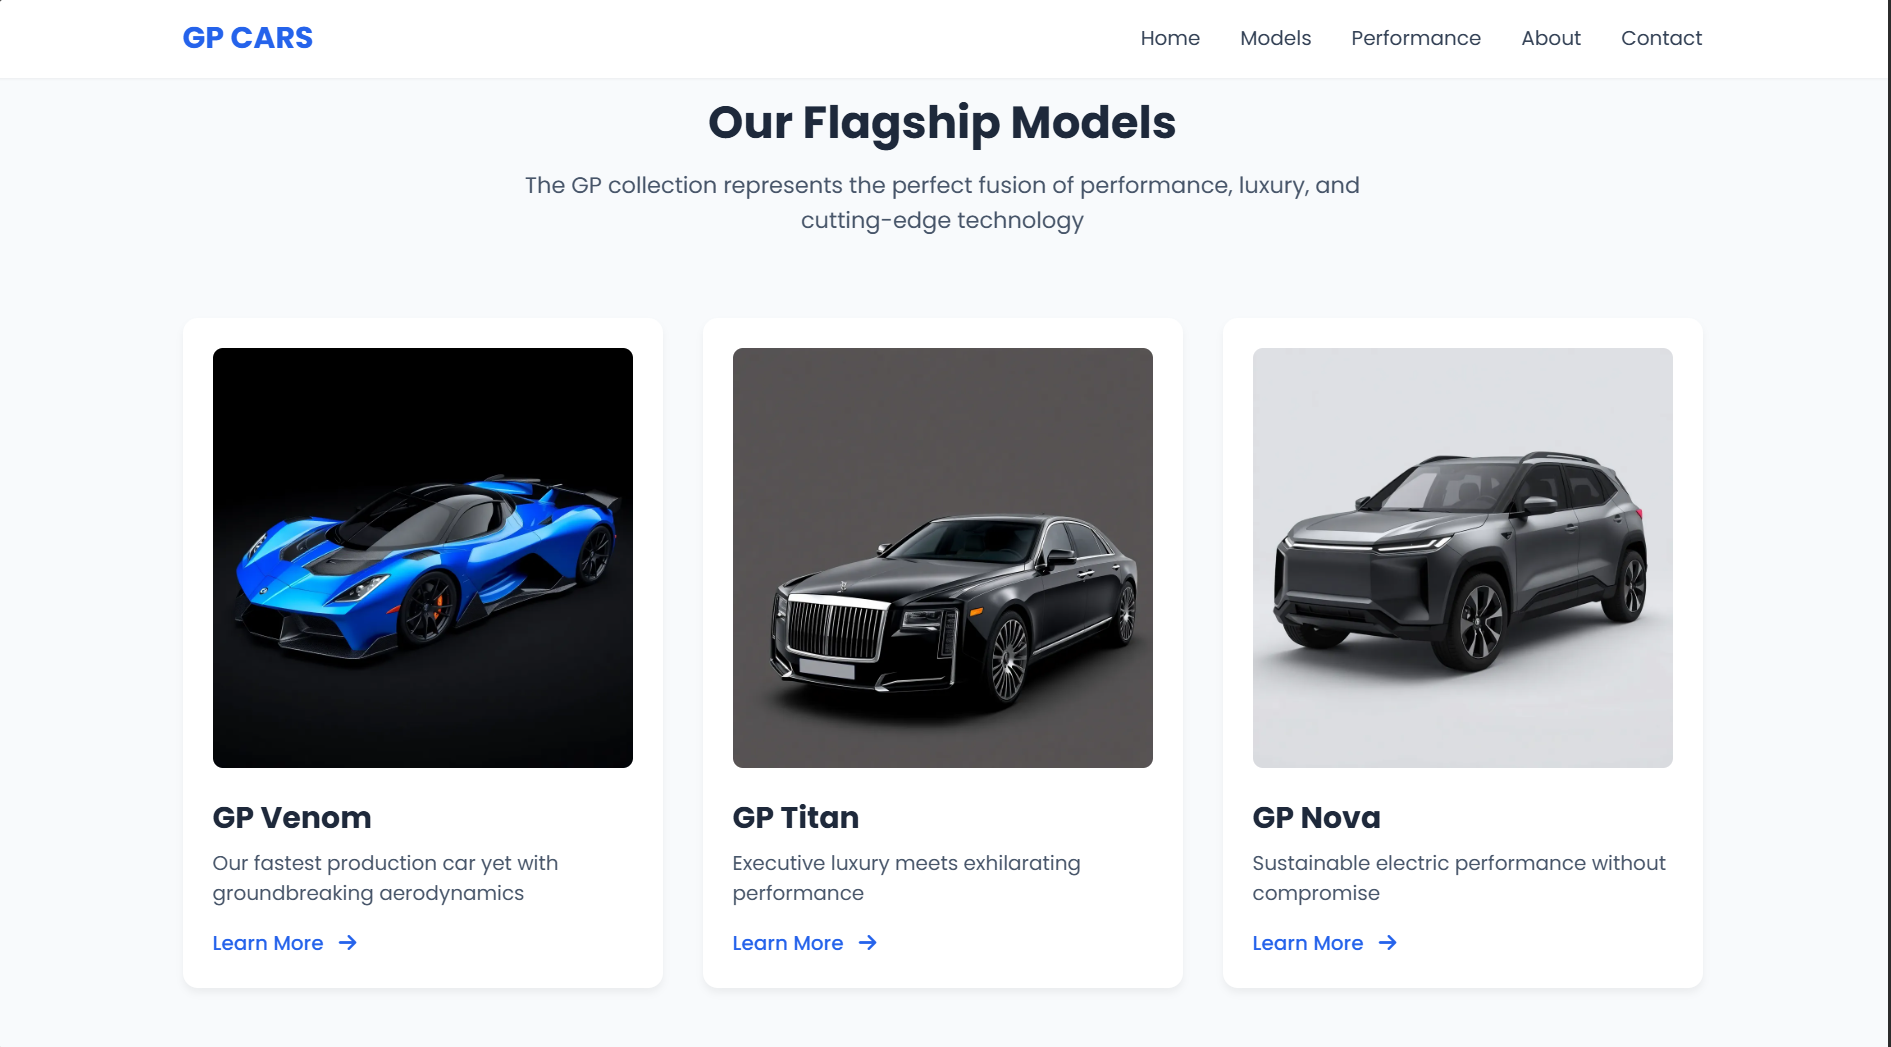 GP CARS
Home
Models
Performance
About
Contact
Our Flagship Models
The GP collection represents the perfect fusion of performance, luxury, and
cutting-edge technology
GP Venom
Our fastest production car yet with
groundbreaking aerodynamics
Learn More →
GP Titan
Executive luxury meets exhilarating
performance
Learn More →
GP Nova
Sustainable electric performance without
compromise
Learn More →